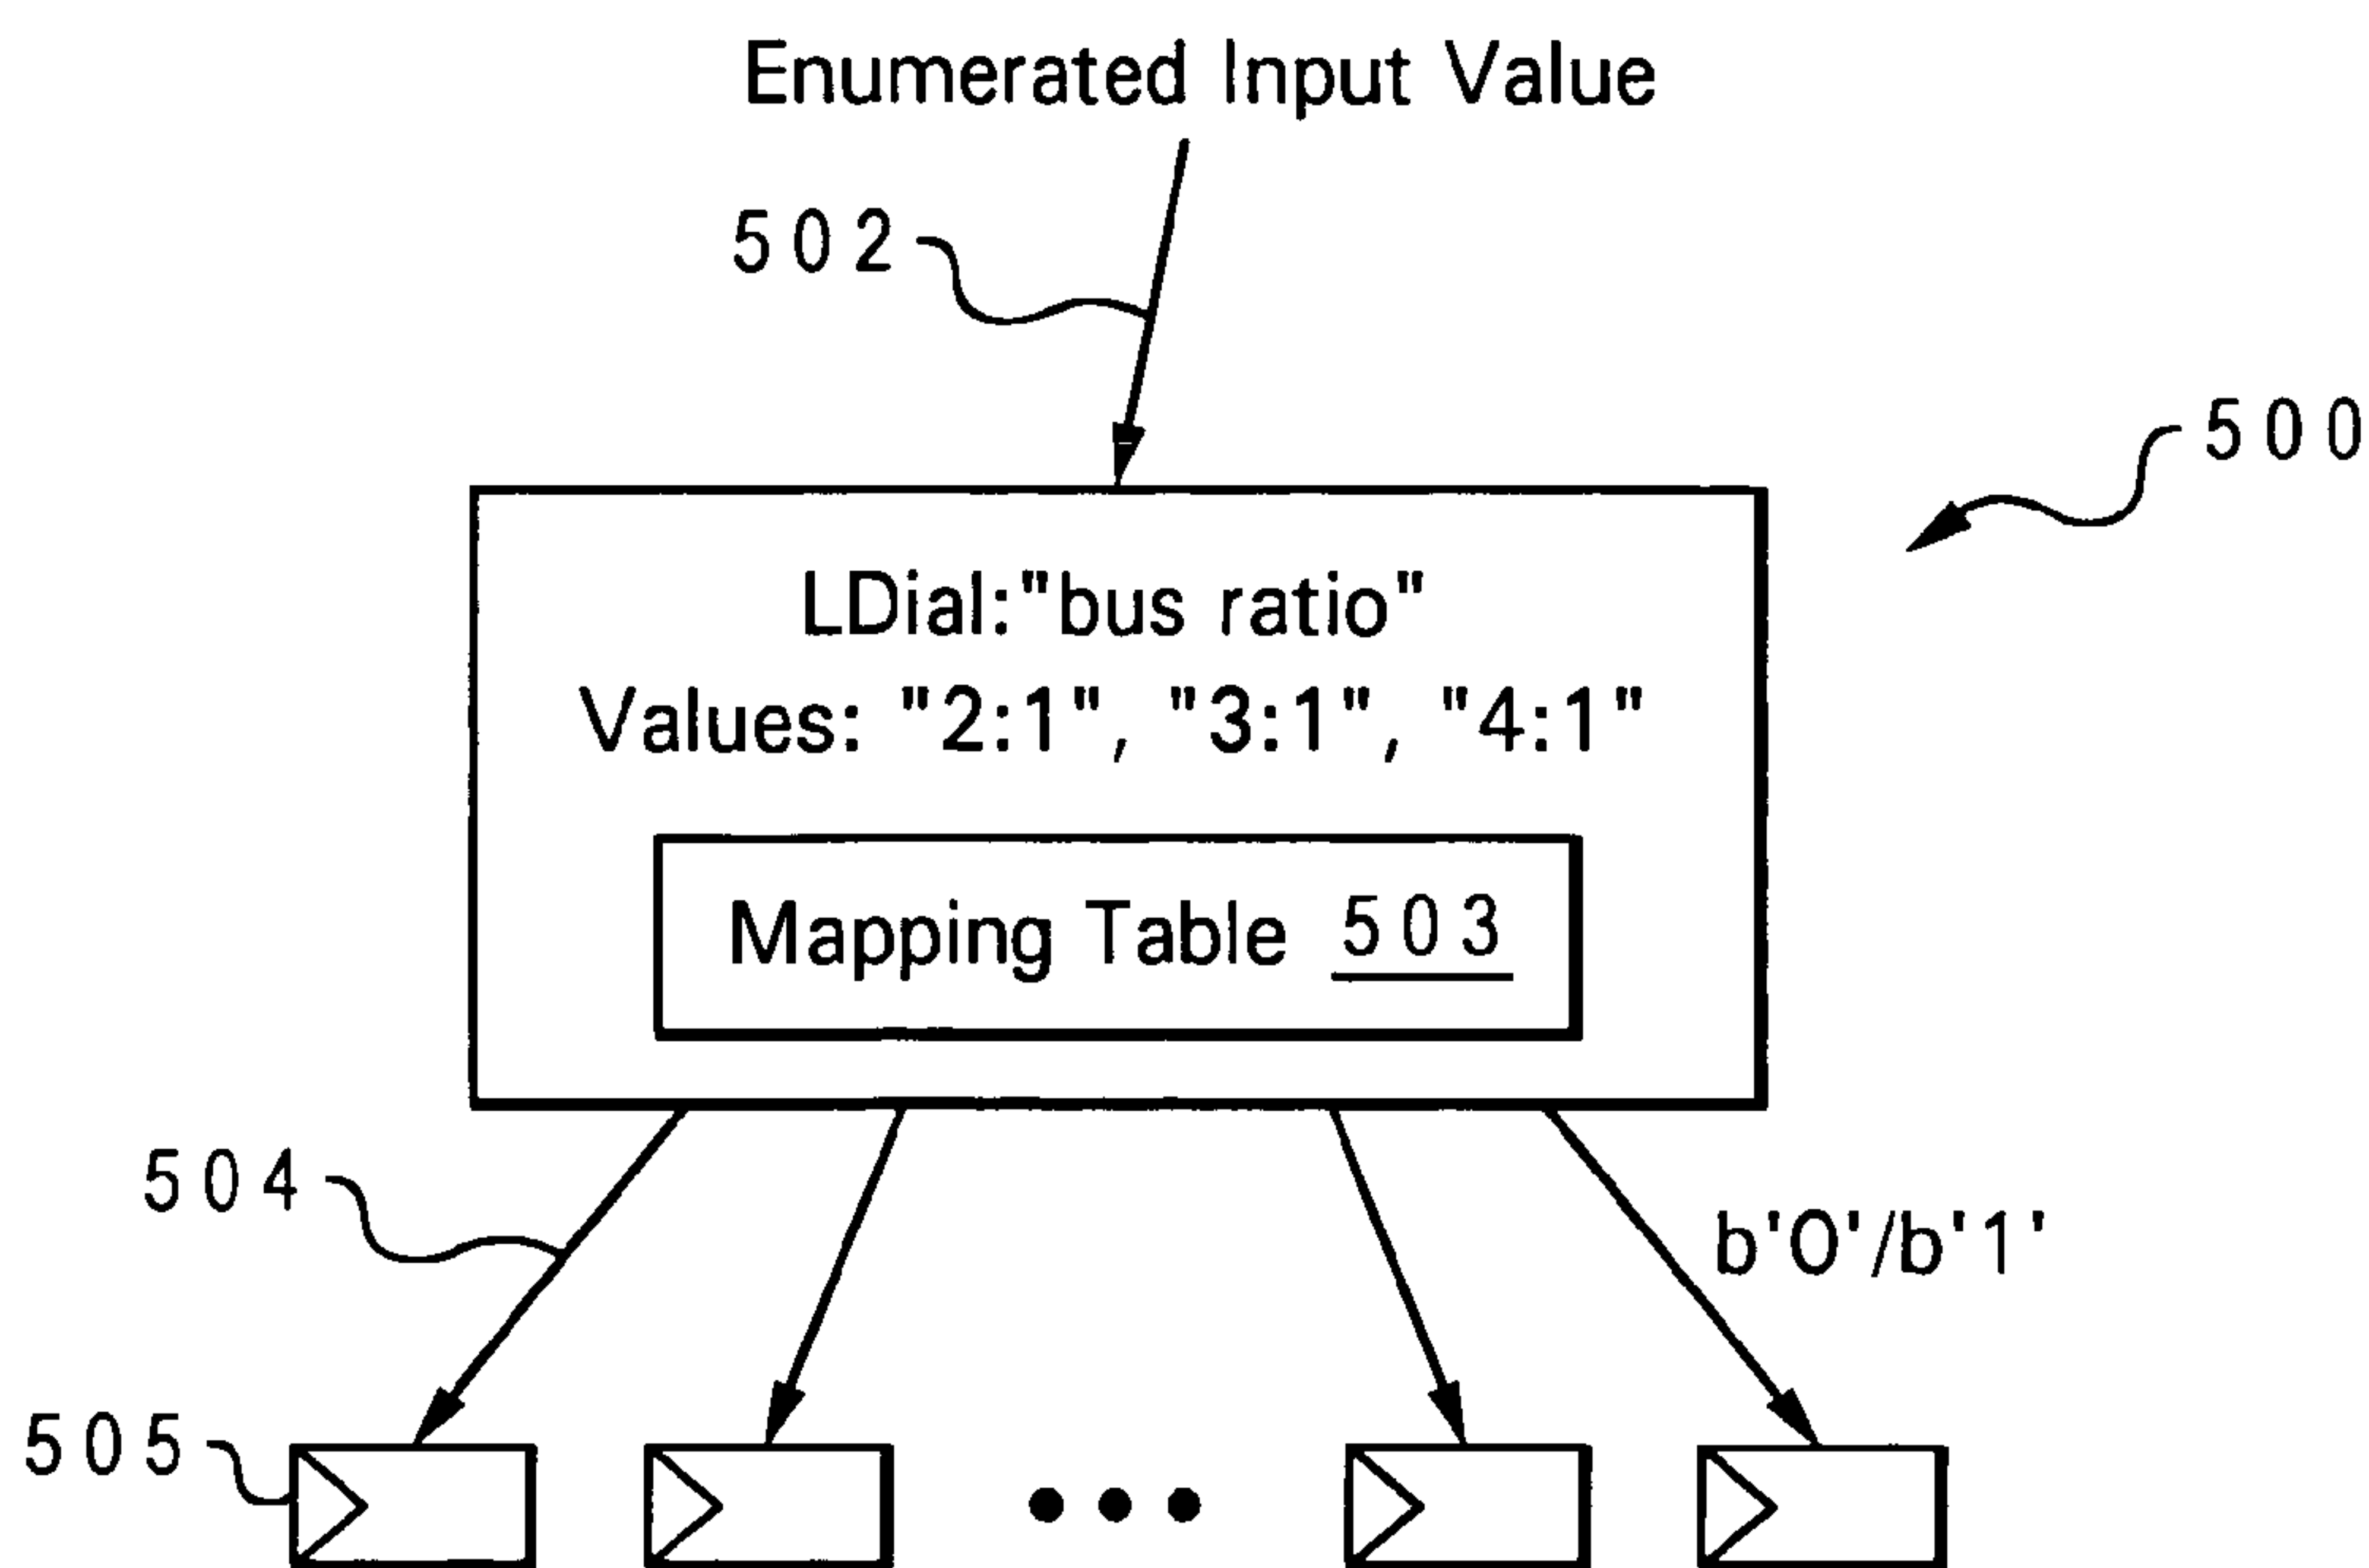 Enumerated Input Value
502
500
LDial:"bus ratio"
Values: "2:1", "3:1", "4:1"
Mapping Table 503
504
b'0'/b'1'
505